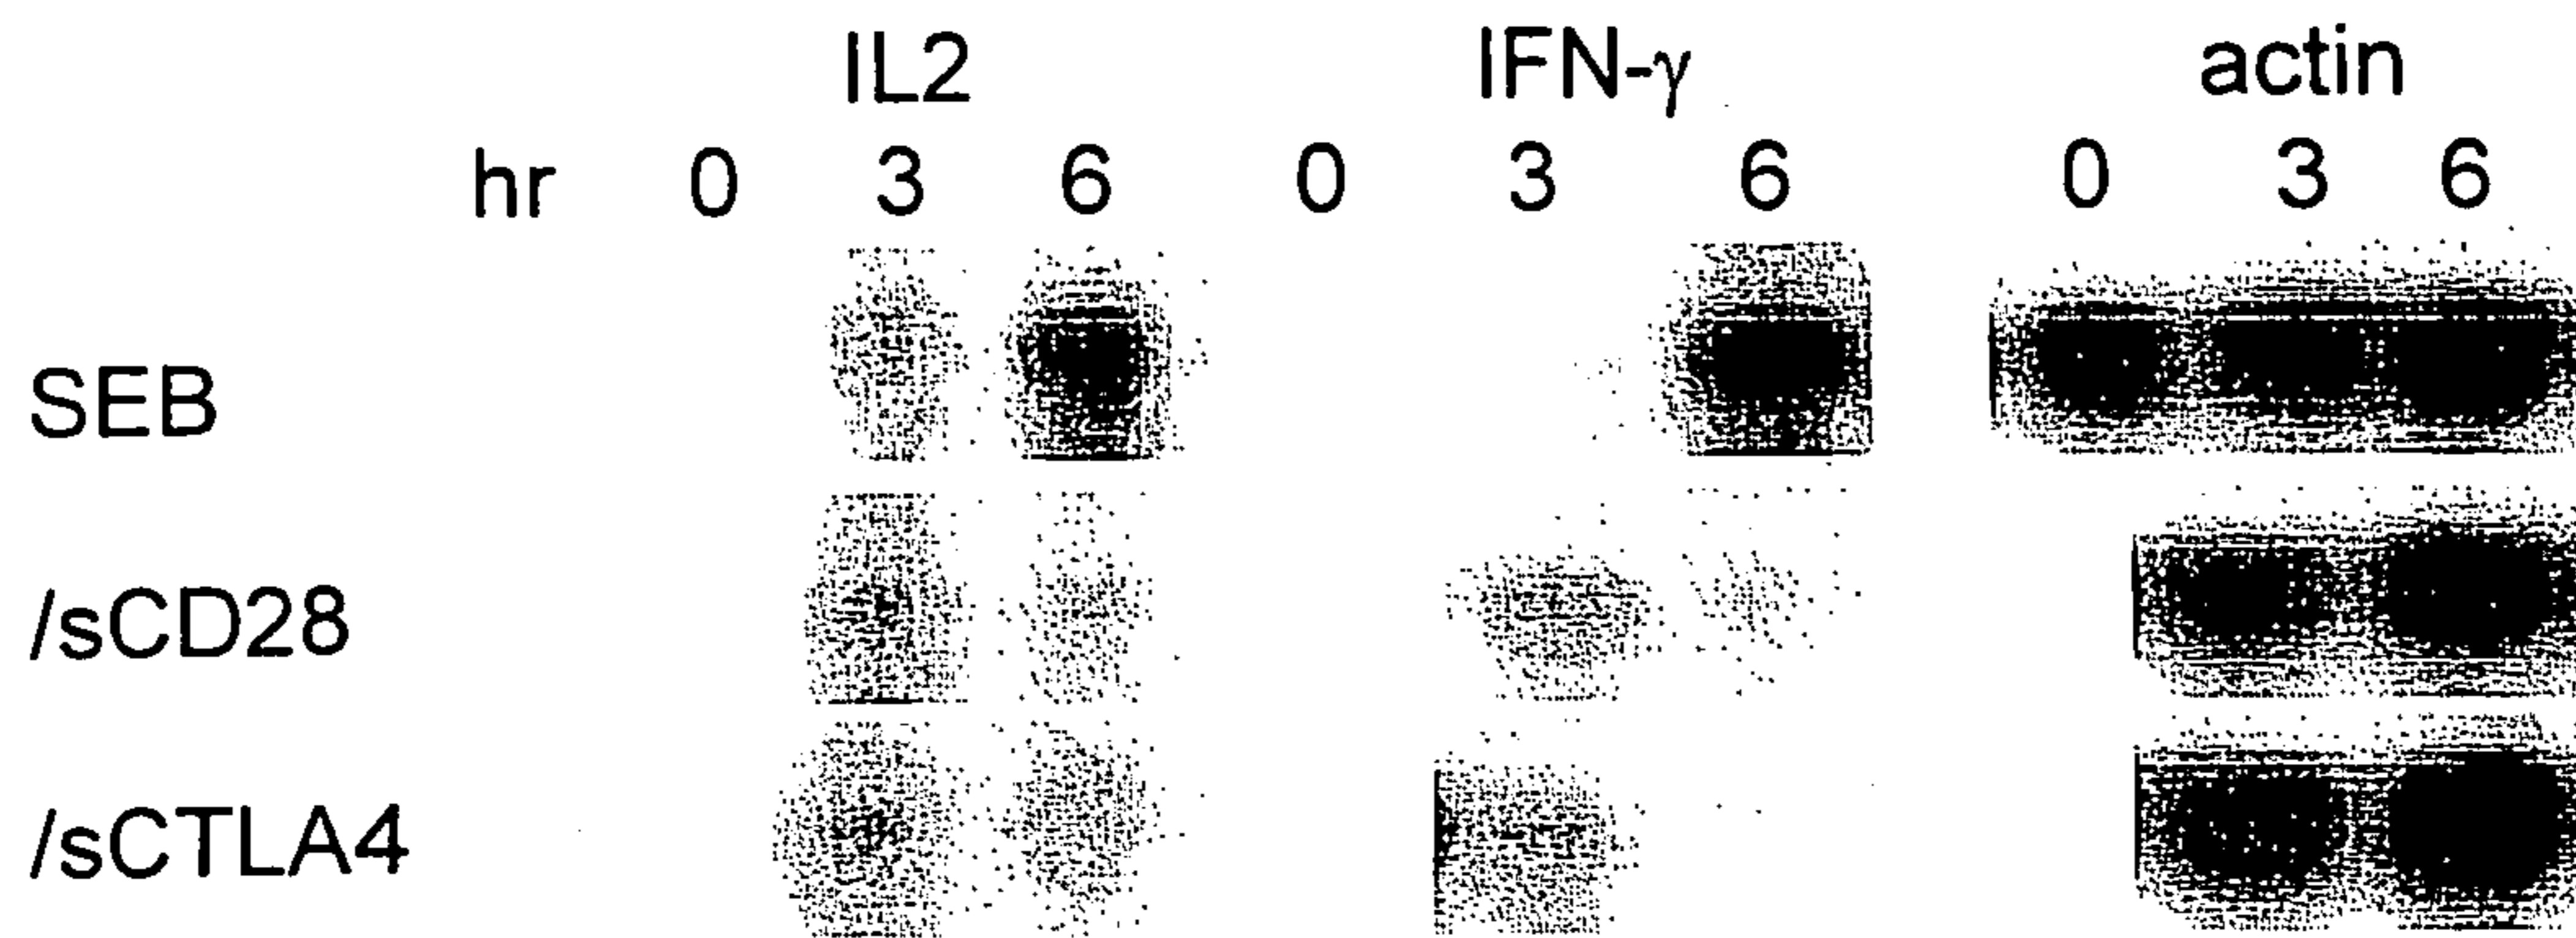 IL2 IFN-γ actin
hr 0 3 6 0 3 6 0 3 6
SEB
/sCD28
/sCTLA4